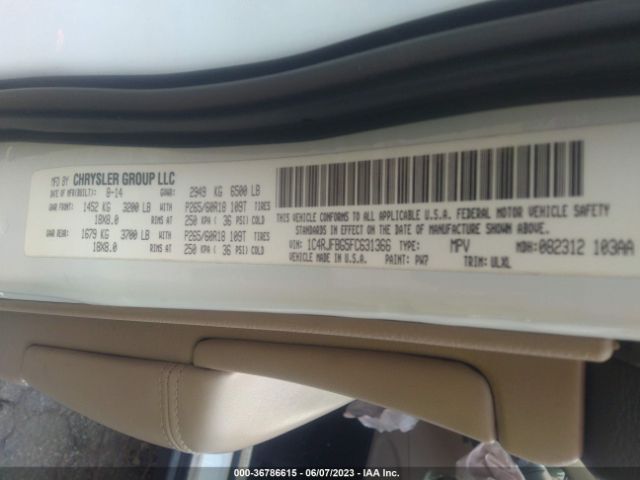 MFD BY CHRYSLER GROUP LLC
DATE OF MFR(BUILT): 8-14 GVWR: 2949 KG 6500 LB
GAWR FRONT: 1452 KG 3200 LB WITH P265/60R18 109T TIRES
18X8.0 RIMS AT 250 KPA ( 36 PSI) COLD
GAWR REAR: 1679 KG 3700 LB WITH P265/60R18 109T TIRES
18X8.0 RIMS AT 250 KPA ( 36 PSI) COLD
THIS VEHICLE CONFORMS TO ALL APPLICABLE U.S.A. FEDERAL MOTOR VEHICLE SAFETY
STANDARDS IN EFFECT ON THE DATE OF MANUFACTURE SHOWN ABOVE.
VIN: 1C4RJFBG5FC631366 TYPE: MPV MDH: 082312 103AA
VEHICLE MADE IN U.S.A. PAINT: PW7 TRIM: ULXL
000-36786615 - 06/07/2023 - IAA Inc.